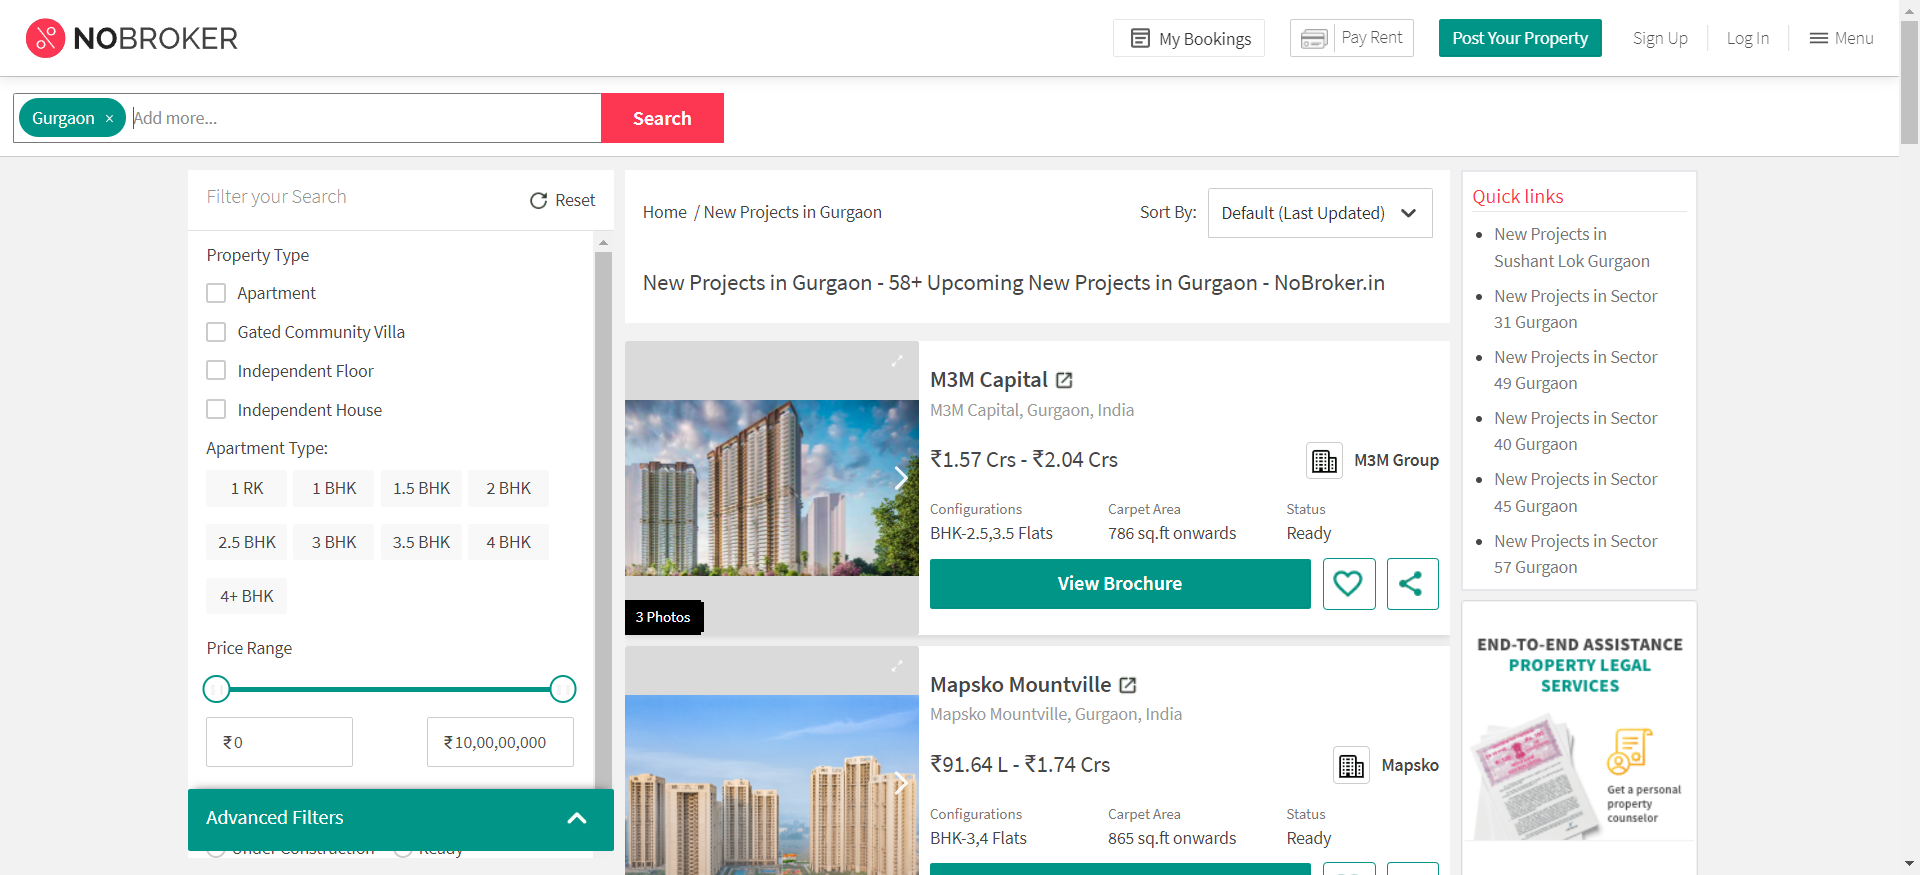 NOBROKER
My Bookings
Pay Rent
Post Your Property
Sign Up
Log In
Menu
Gurgaon ×
Add more...
Search
Filter your Search
Reset
Property Type
Apartment
Gated Community Villa
Independent Floor
Independent House
Apartment Type:
1 RK
1 BHK
1.5 BHK
2 BHK
2.5 BHK
3 BHK
3.5 BHK
4 BHK
4+ BHK
Price Range
₹0
₹10,00,00,000
Advanced Filters
Under Construction
Ready
Home / New Projects in Gurgaon
Sort By:
Default (Last Updated)
New Projects in Gurgaon - 58+ Upcoming New Projects in Gurgaon - NoBroker.in
3 Photos
M3M Capital
M3M Capital, Gurgaon, India
₹1.57 Crs - ₹2.04 Crs
M3M Group
Configurations
BHK-2.5,3.5 Flats
Carpet Area
786 sq.ft onwards
Status
Ready
View Brochure
Mapsko Mountville
Mapsko Mountville, Gurgaon, India
₹91.64 L - ₹1.74 Crs
Mapsko
Configurations
BHK-3,4 Flats
Carpet Area
865 sq.ft onwards
Status
Ready
Quick links
New Projects in
Sushant Lok Gurgaon
New Projects in Sector
31 Gurgaon
New Projects in Sector
49 Gurgaon
New Projects in Sector
40 Gurgaon
New Projects in Sector
45 Gurgaon
New Projects in Sector
57 Gurgaon
END-TO-END ASSISTANCE
PROPERTY LEGAL
SERVICES
Get a personal
property
counselor